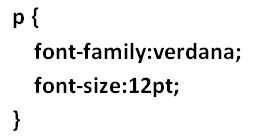 p {
font-family:verdana;
font-size:12pt;
}